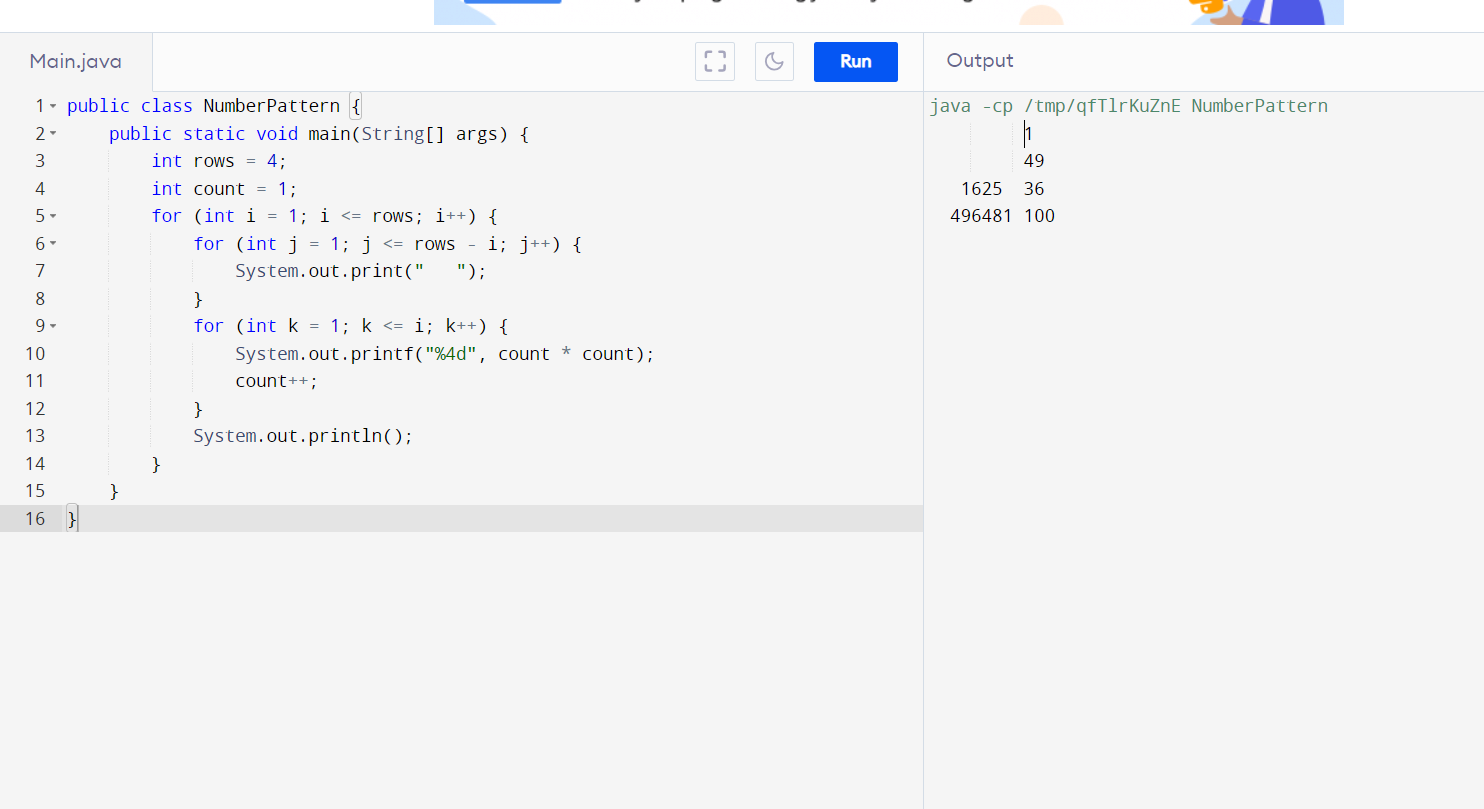 Main.java
Run
Output
1 public class NumberPattern {
2     public static void main(String[] args) {
3         int rows = 4;
4         int count = 1;
5         for (int i = 1; i <= rows; i++) {
6             for (int j = 1; j <= rows - i; j++) {
7                 System.out.print("   ");
8             }
9             for (int k = 1; k <= i; k++) {
10                 System.out.printf("%4d", count * count);
11                 count++;
12             }
13             System.out.println();
14         }
15     }
16 }
java -cp /tmp/qfTlrKuZnE NumberPattern
         1
         49
   1625  36
  496481 100